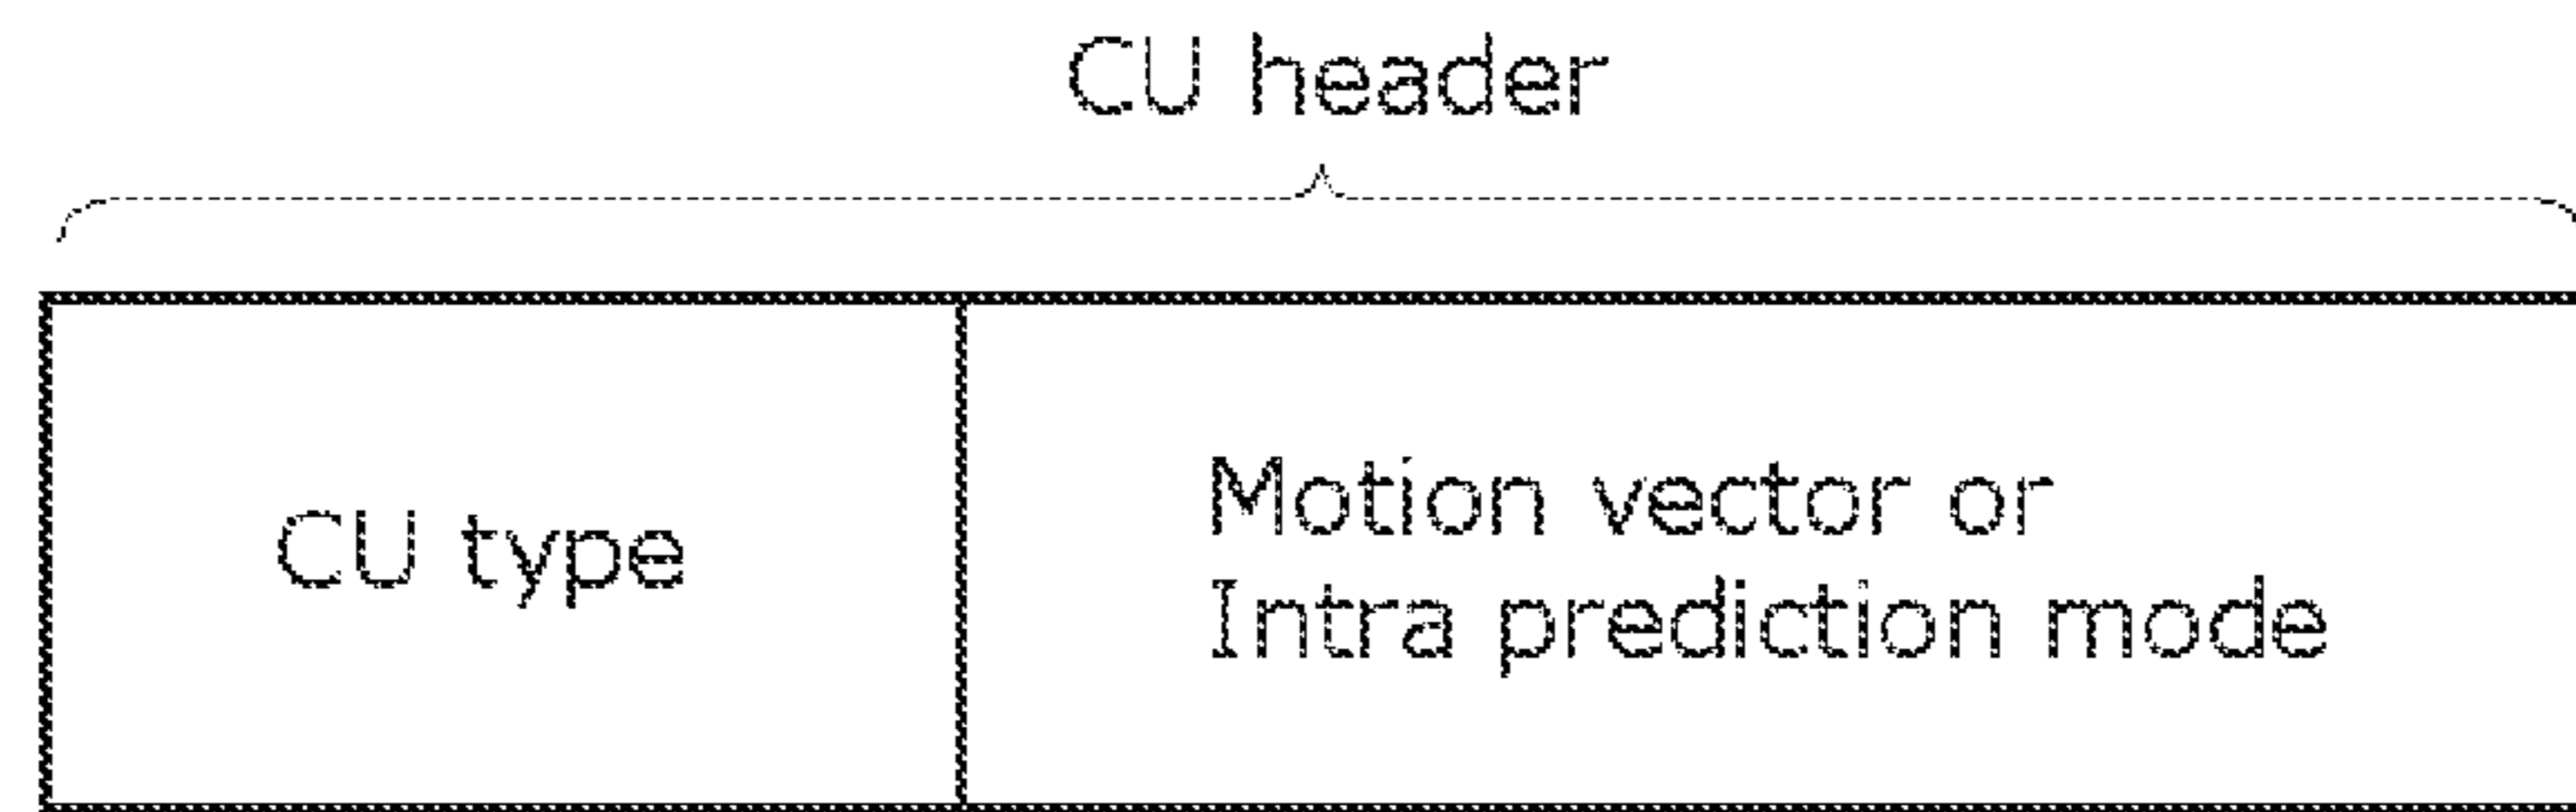 CU header
CU type
Motion vector or
Intra prediction mode